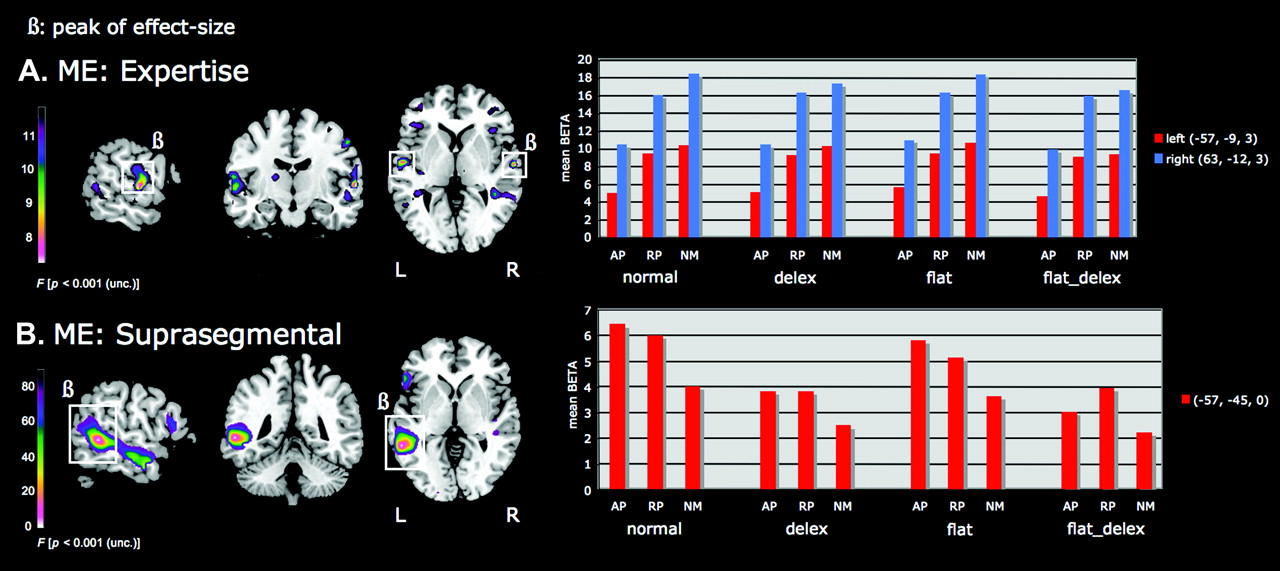 ß: peak of effect-size
A. ME: Expertise
11
10
9
8
F [p < 0.001 (unc.)]
ß
ß
L
R
mean BETA
20
18
16
14
12
10
8
6
4
2
0
AP RP NM AP RP NM AP RP NM AP RP NM
normal delex flat flat_delex
left (-57, -9, 3)
right (63, -12, 3)
B. ME: Suprasegmental
80
60
40
20
0
F [p < 0.001 (unc.)]
ß
ß
L
R
mean BETA
7
6
5
4
3
2
1
0
AP RP NM AP RP NM AP RP NM AP RP NM
normal delex flat flat_delex
(-57, -45, 0)